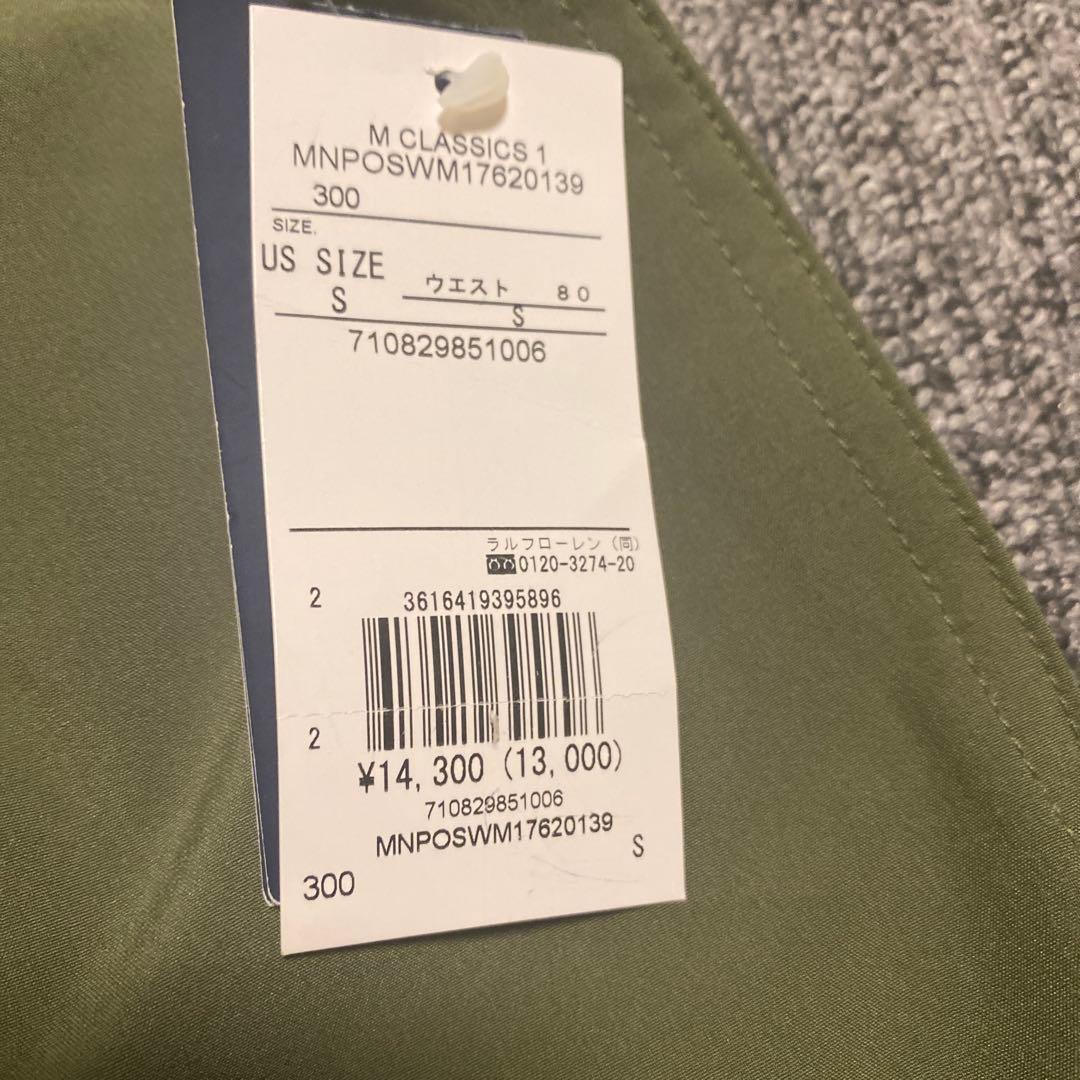 M CLASSICS 1
MNPOSWM17620139
300
SIZE.
US SIZE
S
ウエスト 80
S
710829851006
ラルフローレン (同)
0120-3274-20
2
3616419395896
2
¥14,300 (13,000)
710829851006
MNPOSWM17620139
S
300